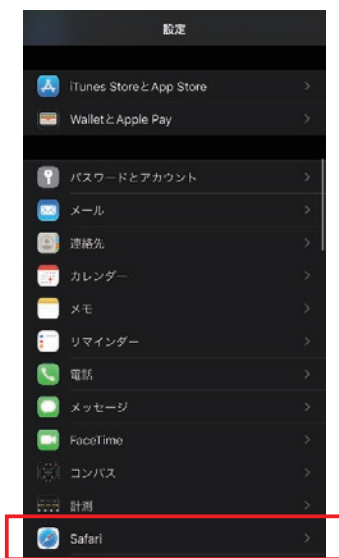 設定
iTunes StoreとApp Store
WalletとApple Pay
パスワードとアカウント
メール
連絡先
カレンダー
メモ
リマインダー
電話
メッセージ
FaceTime
コンパス
計測
Safari